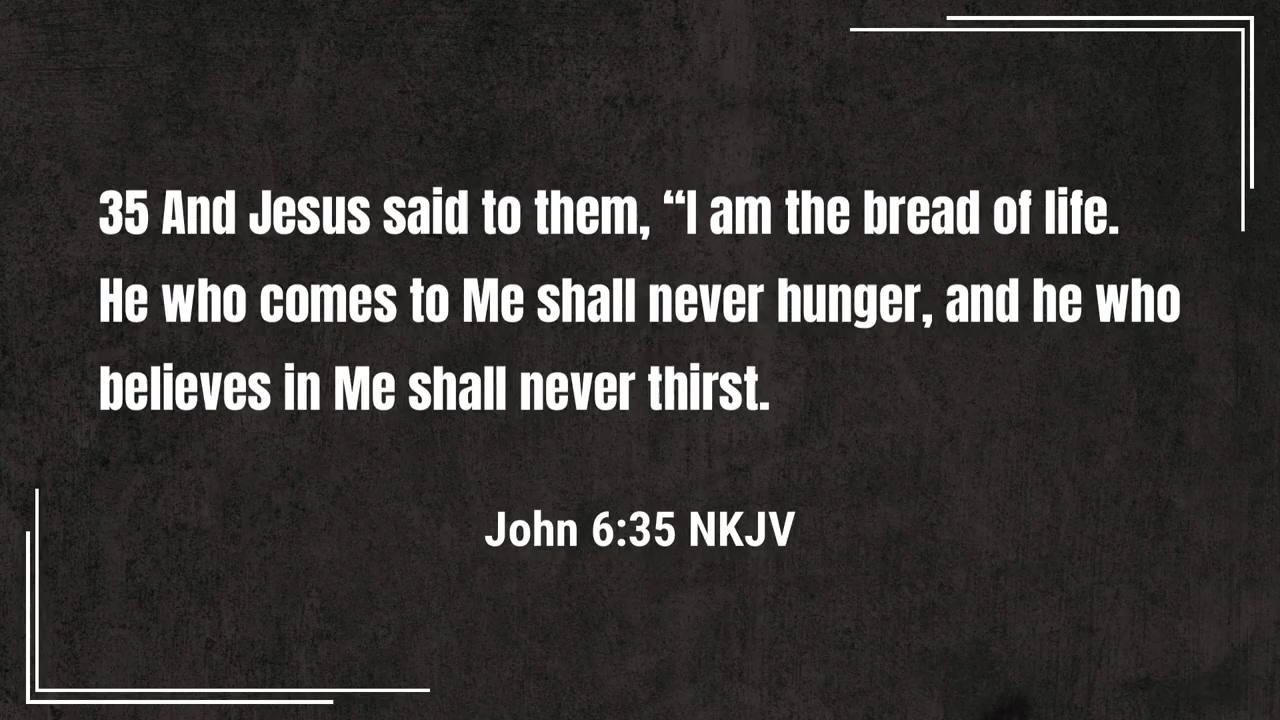 35 And Jesus said to them, “I am the bread of life.
He who comes to Me shall never hunger, and he who
believes in Me shall never thirst.
John 6:35 NKJV